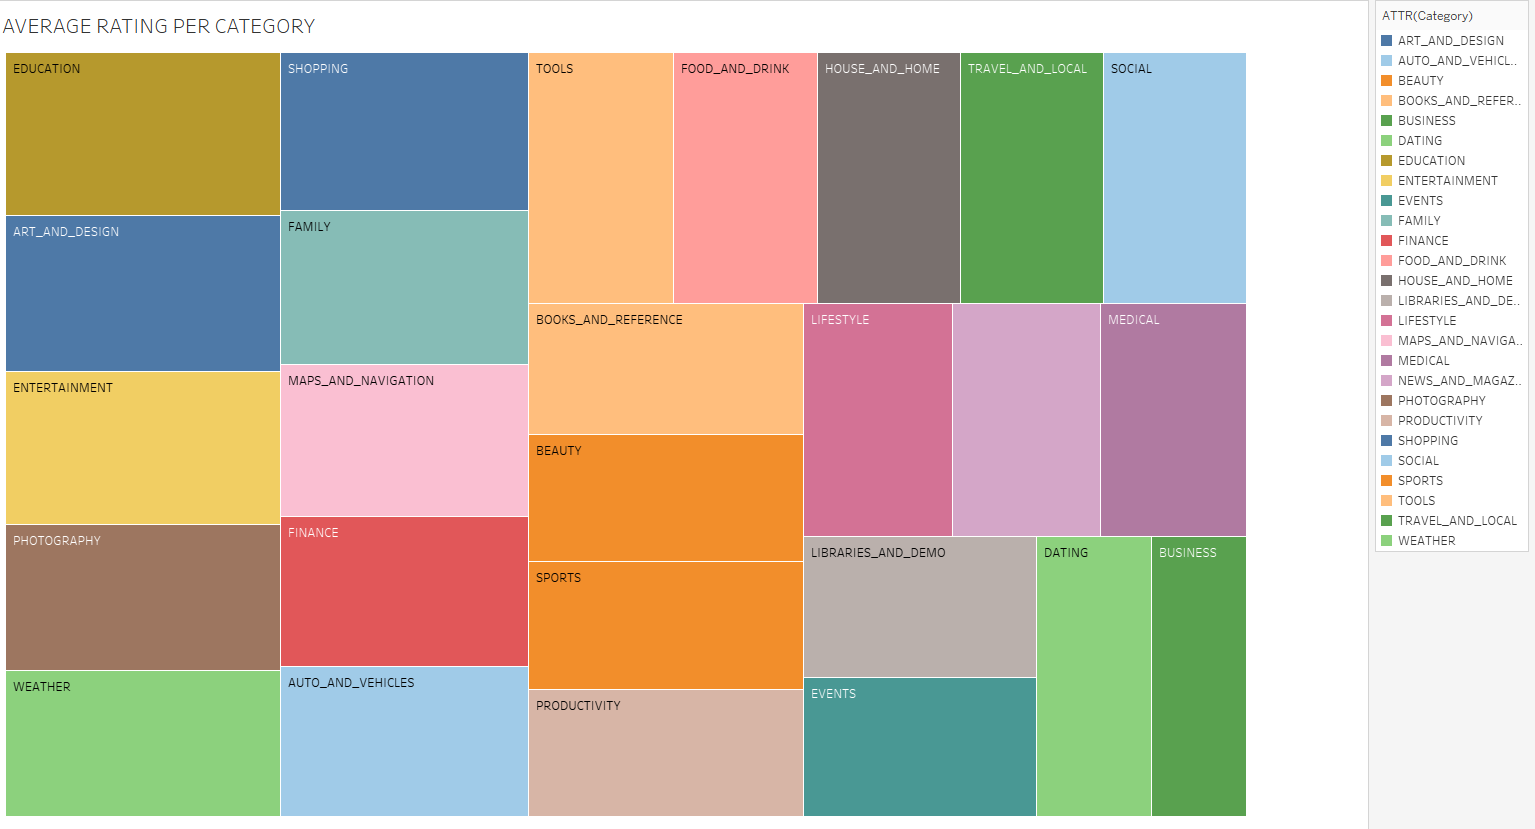 AVERAGE RATING PER CATEGORY
EDUCATION
ART_AND_DESIGN
ENTERTAINMENT
PHOTOGRAPHY
WEATHER
SHOPPING
FAMILY
MAPS_AND_NAVIGATION
FINANCE
AUTO_AND_VEHICLES
TOOLS
FOOD_AND_DRINK
HOUSE_AND_HOME
TRAVEL_AND_LOCAL
SOCIAL
BOOKS_AND_REFERENCE
BEAUTY
SPORTS
PRODUCTIVITY
LIFESTYLE
MEDICAL
LIBRARIES_AND_DEMO
EVENTS
DATING
BUSINESS
ATTR(Category)
ART_AND_DESIGN
AUTO_AND_VEHICL..
BEAUTY
BOOKS_AND_REFER..
BUSINESS
DATING
EDUCATION
ENTERTAINMENT
EVENTS
FAMILY
FINANCE
FOOD_AND_DRINK
HOUSE_AND_HOME
LIBRARIES_AND_DE..
LIFESTYLE
MAPS_AND_NAVIGA..
MEDICAL
NEWS_AND_MAGAZ..
PHOTOGRAPHY
PRODUCTIVITY
SHOPPING
SOCIAL
SPORTS
TOOLS
TRAVEL_AND_LOCAL
WEATHER